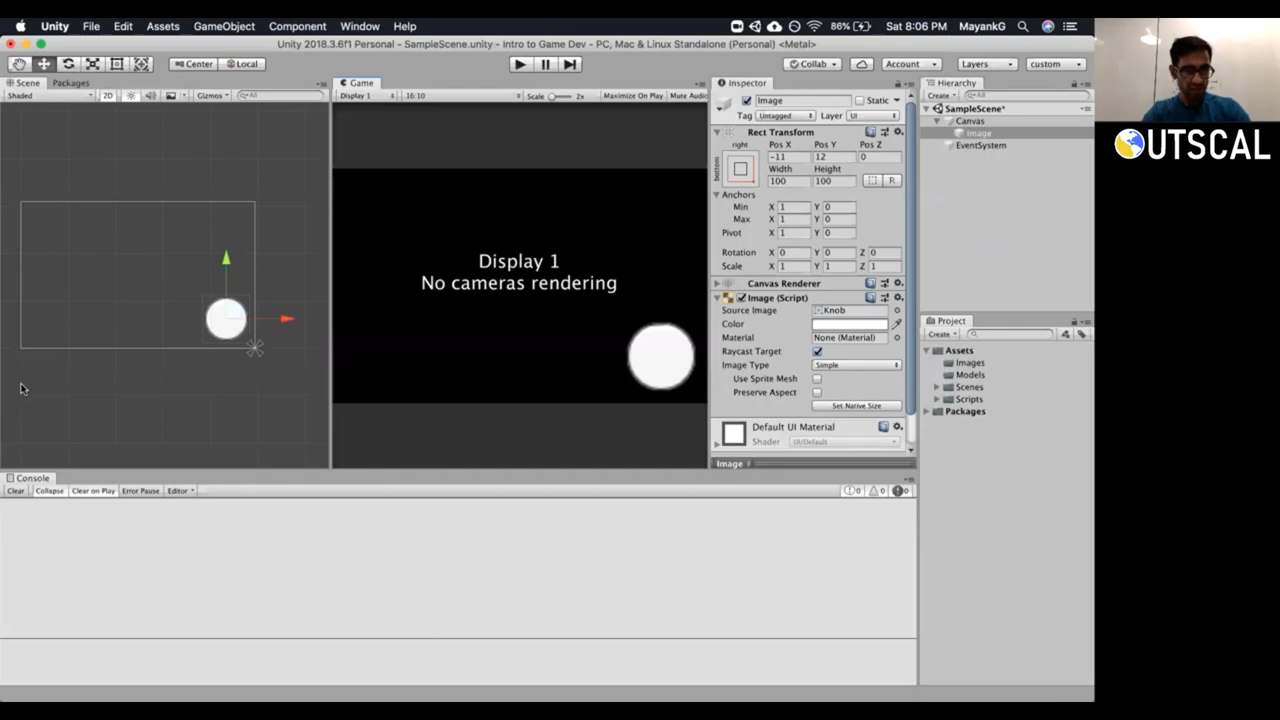 Unity File Edit Assets GameObject Component Window Help 86% Sat 8:06 PM MayankG
Unity 2018.3.6f1 Personal - SampleScene.unity - Intro to Game Dev - PC, Mac & Linux Standalone (Personal) <Metal>
Center Local Collab Account Layers custom
Scene Packages
Shaded 2D Gizmos All
Game
Display 1 16:10 Scale 2x Maximize On Play Mute Audio
Display 1
No cameras rendering
Inspector
Image Static
Tag Untagged Layer UI
Rect Transform
right Pos X Pos Y Pos Z
bottom -11 12 0
Width Height
100 100 R
Anchors
Min X 1 Y 0
Max X 1 Y 0
Pivot X 1 Y 0
Rotation X 0 Y 0 Z 0
Scale X 1 Y 1 Z 1
Canvas Renderer
Image (Script)
Source Image Knob
Color
Material None (Material)
Raycast Target
Image Type Simple
Use Sprite Mesh
Preserve Aspect
Set Native Size
Default UI Material
Shader UI/Default
Image
Hierarchy
Create All
SampleScene*
Canvas
Image
EventSystem
Project
Create
Assets
Images
Models
Scenes
Scripts
Packages
Console
Clear Collapse Clear on Play Error Pause Editor 0 0 0
OUTSCAL